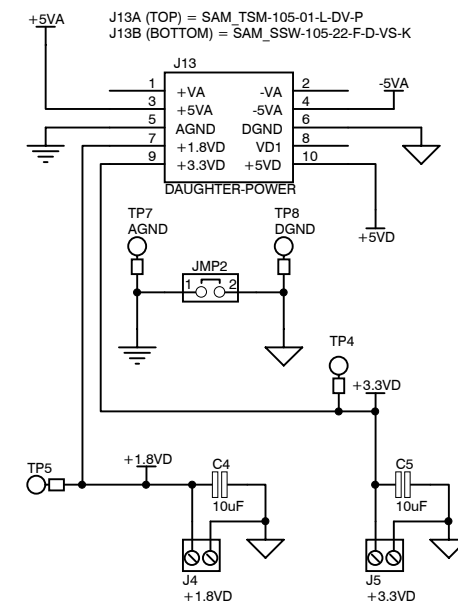 J13A (TOP) = SAM_TSM-105-01-L-DV-P
J13B (BOTTOM) = SAM_SSW-105-22-F-D-VS-K
+5VA
J13
1 +VA -VA 2
3 +5VA -5VA 4
5 AGND DGND 6
7 +1.8VD VD1 8
9 +3.3VD +5VD 10
DAUGHTER-POWER
-5VA
+5VD
TP7
AGND
TP8
DGND
JMP2
1 2
TP4
+3.3VD
TP5
+1.8VD
C4
10uF
C5
10uF
J4
+1.8VD
J5
+3.3VD